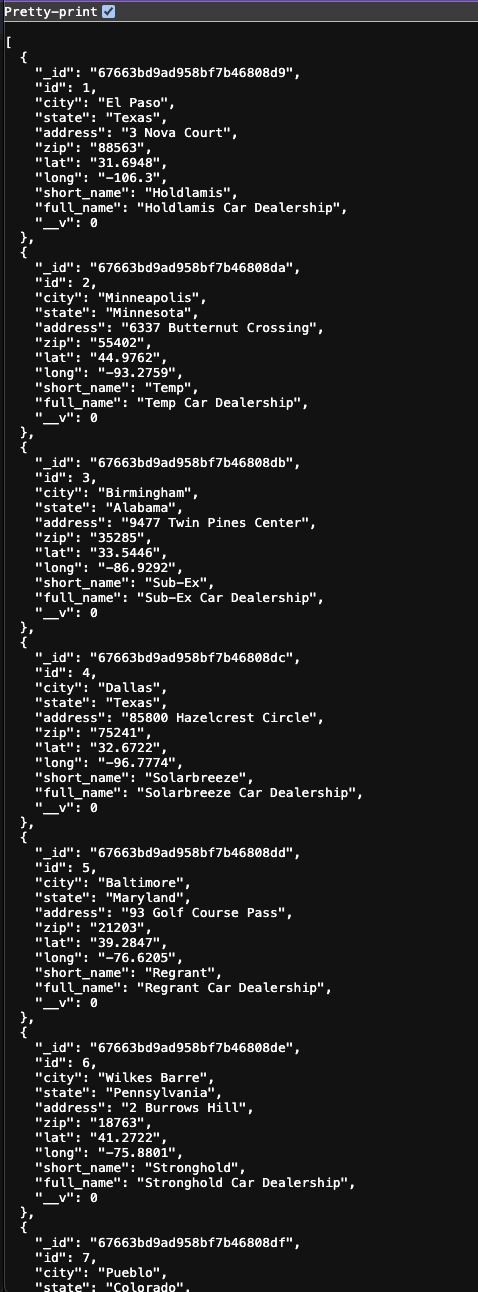 Pretty-print
[
  {
    "_id": "67663bd9ad958bf7b46808d9",
    "id": 1,
    "city": "El Paso",
    "state": "Texas",
    "address": "3 Nova Court",
    "zip": "88563",
    "lat": "31.6948",
    "long": "-106.3",
    "short_name": "Holdlamis",
    "full_name": "Holdlamis Car Dealership",
    "__v": 0
  },
  {
    "_id": "67663bd9ad958bf7b46808da",
    "id": 2,
    "city": "Minneapolis",
    "state": "Minnesota",
    "address": "6337 Butternut Crossing",
    "zip": "55402",
    "lat": "44.9762",
    "long": "-93.2759",
    "short_name": "Temp",
    "full_name": "Temp Car Dealership",
    "__v": 0
  },
  {
    "_id": "67663bd9ad958bf7b46808db",
    "id": 3,
    "city": "Birmingham",
    "state": "Alabama",
    "address": "9477 Twin Pines Center",
    "zip": "35285",
    "lat": "33.5446",
    "long": "-86.9292",
    "short_name": "Sub-Ex",
    "full_name": "Sub-Ex Car Dealership",
    "__v": 0
  },
  {
    "_id": "67663bd9ad958bf7b46808dc",
    "id": 4,
    "city": "Dallas",
    "state": "Texas",
    "address": "85800 Hazelcrest Circle",
    "zip": "75241",
    "lat": "32.6722",
    "long": "-96.7774",
    "short_name": "Solarbreeze",
    "full_name": "Solarbreeze Car Dealership",
    "__v": 0
  },
  {
    "_id": "67663bd9ad958bf7b46808dd",
    "id": 5,
    "city": "Baltimore",
    "state": "Maryland",
    "address": "93 Golf Course Pass",
    "zip": "21203",
    "lat": "39.2847",
    "long": "-76.6205",
    "short_name": "Regrant",
    "full_name": "Regrant Car Dealership",
    "__v": 0
  },
  {
    "_id": "67663bd9ad958bf7b46808de",
    "id": 6,
    "city": "Wilkes Barre",
    "state": "Pennsylvania",
    "address": "2 Burrows Hill",
    "zip": "18763",
    "lat": "41.2722",
    "long": "-75.8801",
    "short_name": "Stronghold",
    "full_name": "Stronghold Car Dealership",
    "__v": 0
  },
  {
    "_id": "67663bd9ad958bf7b46808df",
    "id": 7,
    "city": "Pueblo",
    "state": "Colorado",